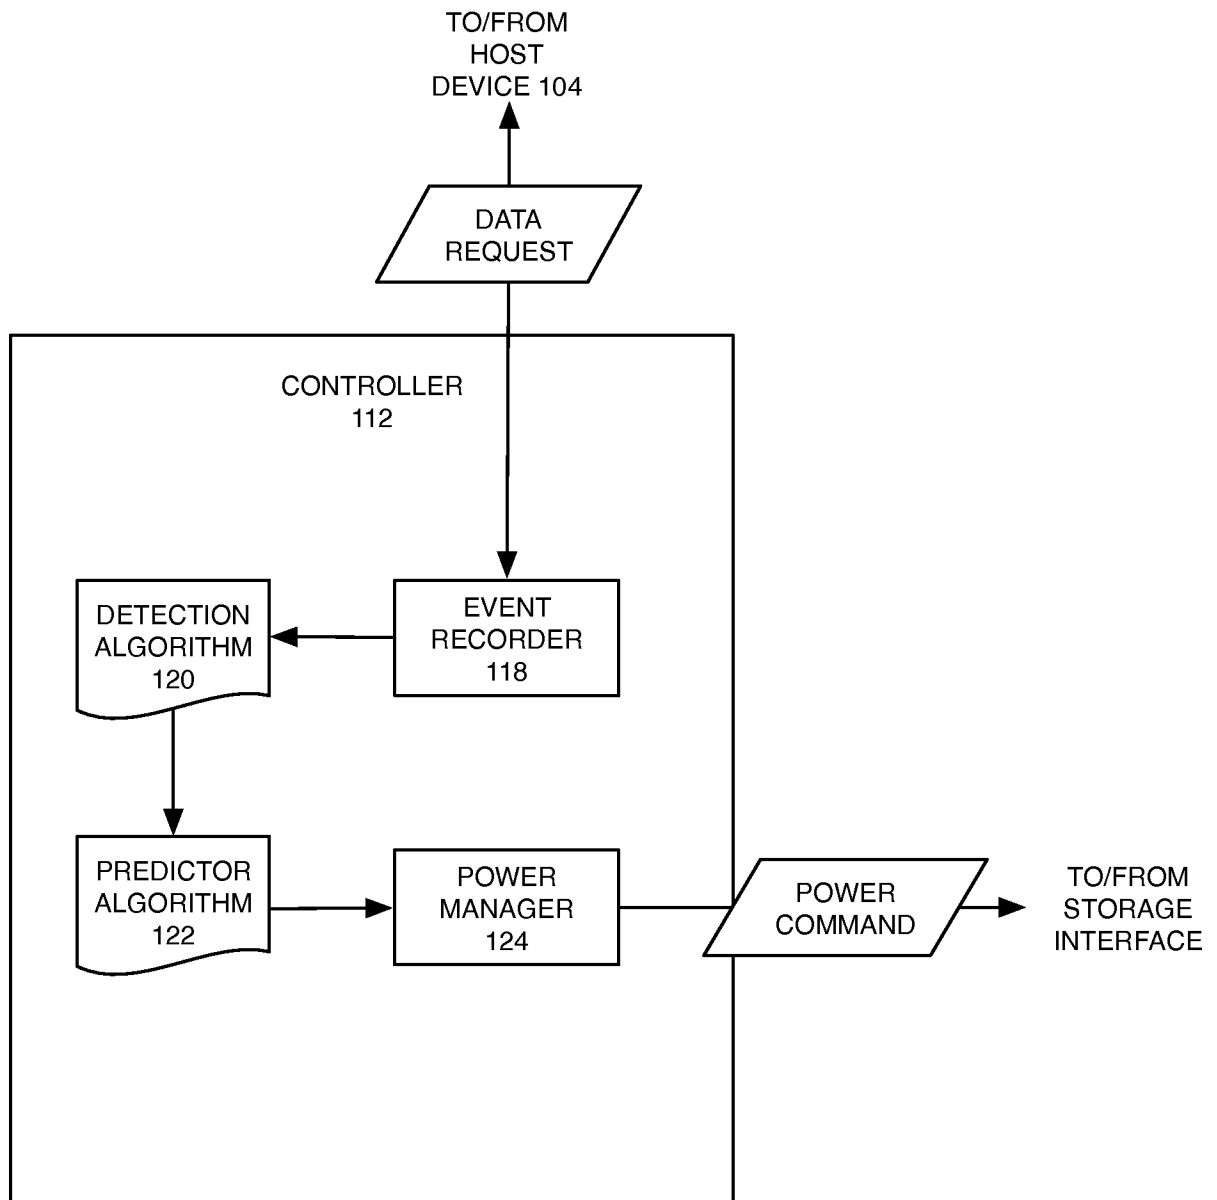 TO/FROM
HOST
DEVICE 104
DATA
REQUEST
CONTROLLER
112
DETECTION
ALGORITHM
120
EVENT
RECORDER
118
PREDICTOR
ALGORITHM
122
POWER
MANAGER
124
POWER
COMMAND
TO/FROM
STORAGE
INTERFACE